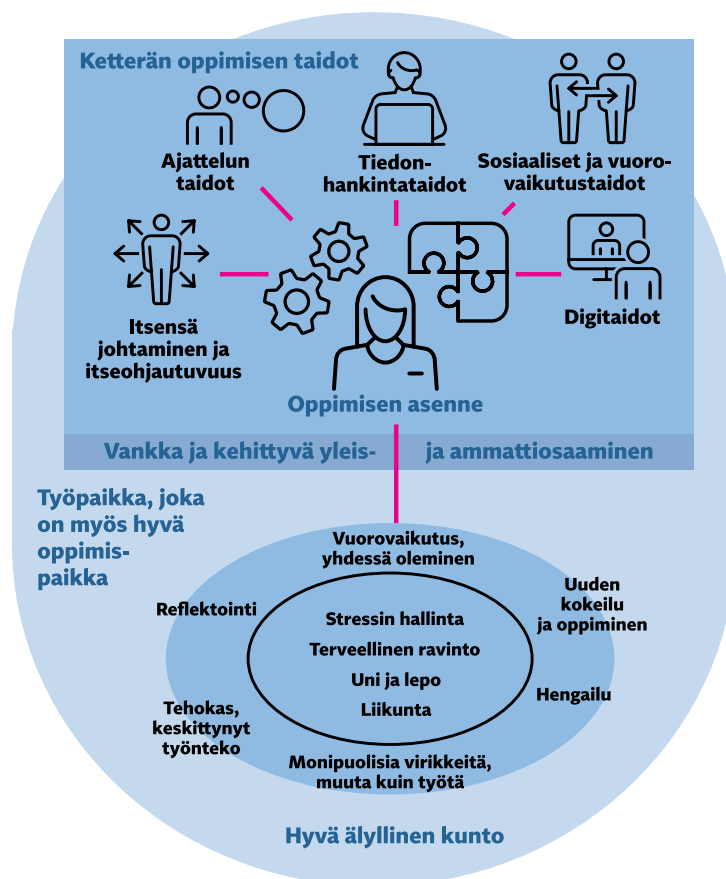 Ketterän oppimisen taidot
Ajattelun
taidot
Tiedon-
hankintataidot
Sosiaaliset ja vuoro-
vaikutustaidot
Itsensä
johtaminen ja
itseohjautuvuus
Digitaidot
Oppimisen asenne
Vankka ja kehittyvä yleis- ja ammattiosaaminen
Työpaikka, joka
on myös hyvä
oppimis-
paikka
Vuorovaikutus,
yhdessä oleminen
Reflektointi
Uuden
kokeilu
ja oppiminen
Stressin hallinta
Terveellinen ravinto
Uni ja lepo
Liikunta
Tehokas,
keskittynyt
työnteko
Hengailu
Monipuolisia virikkeitä,
muuta kuin työtä
Hyvä älyllinen kunto